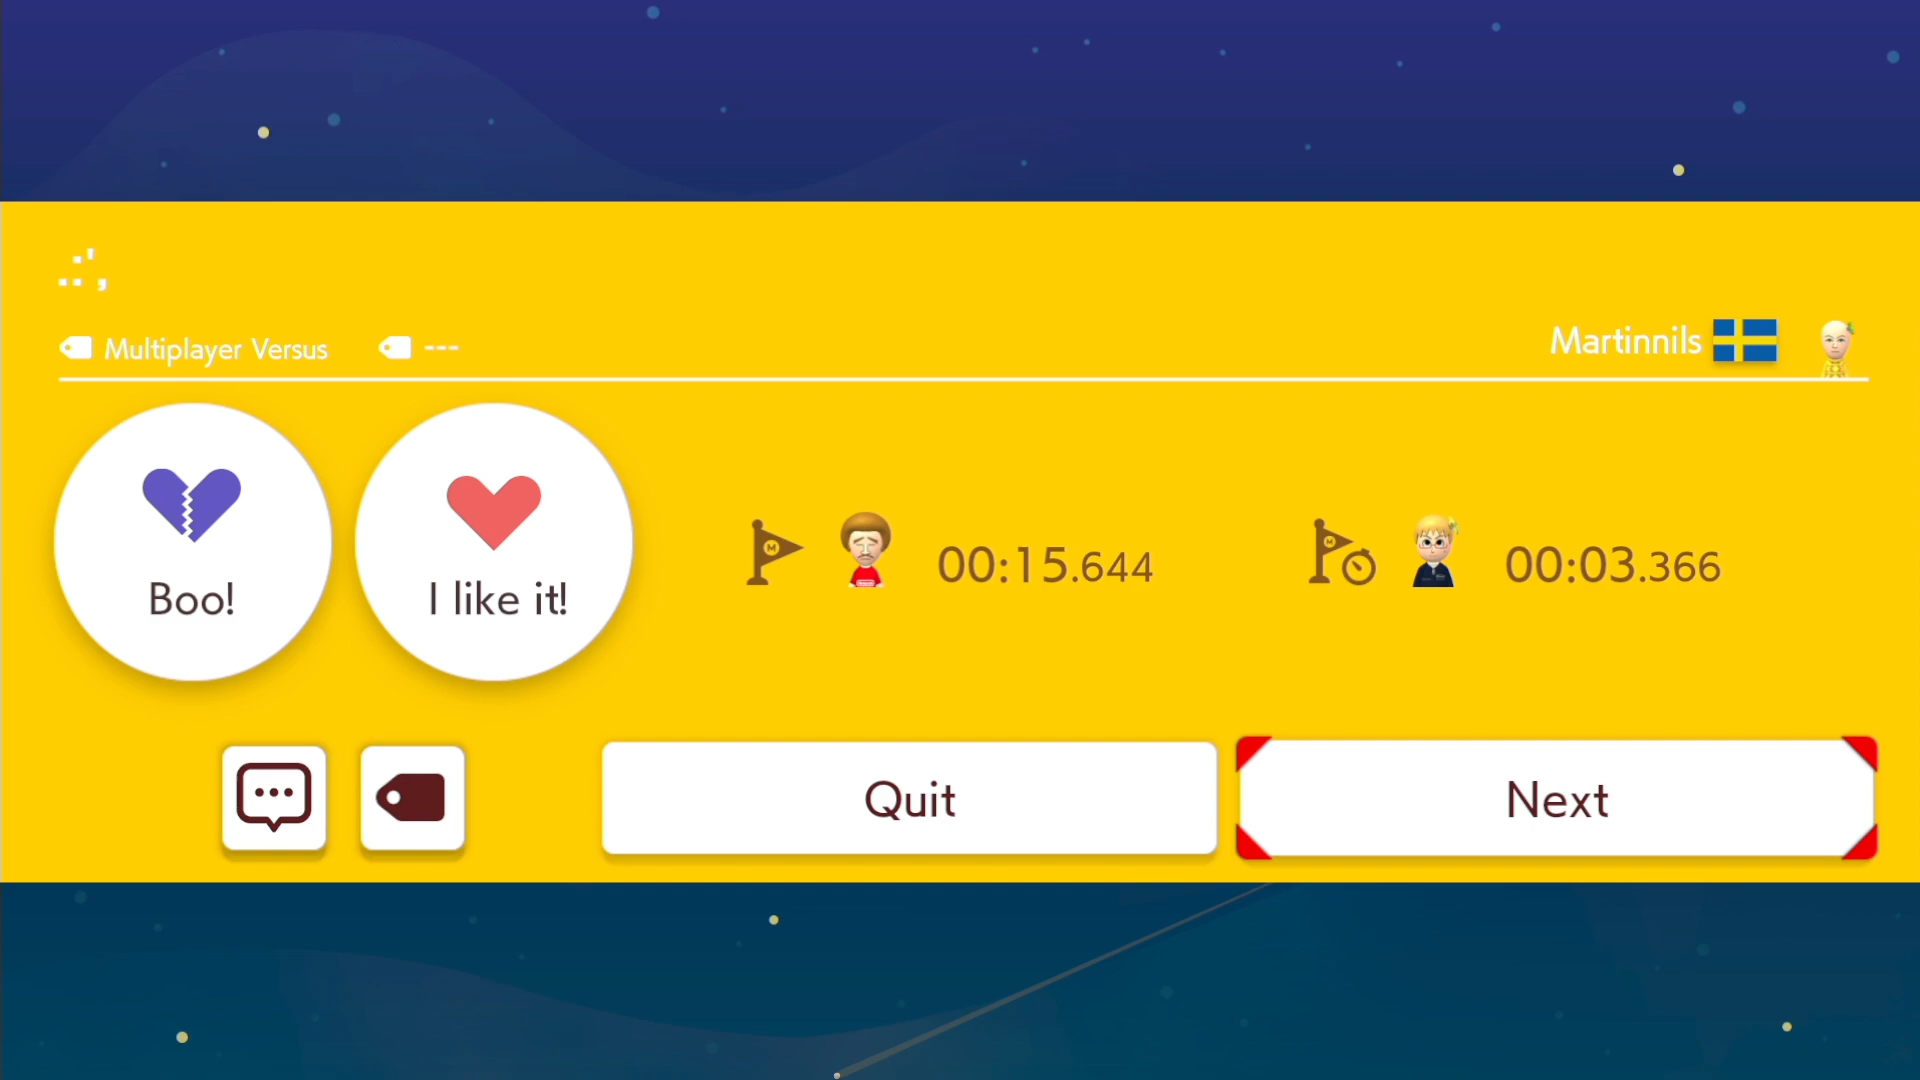 ..:',
Multiplayer Versus ---
Martinnils
Boo!
I like it!
00:15.644
00:03.366
Quit
Next